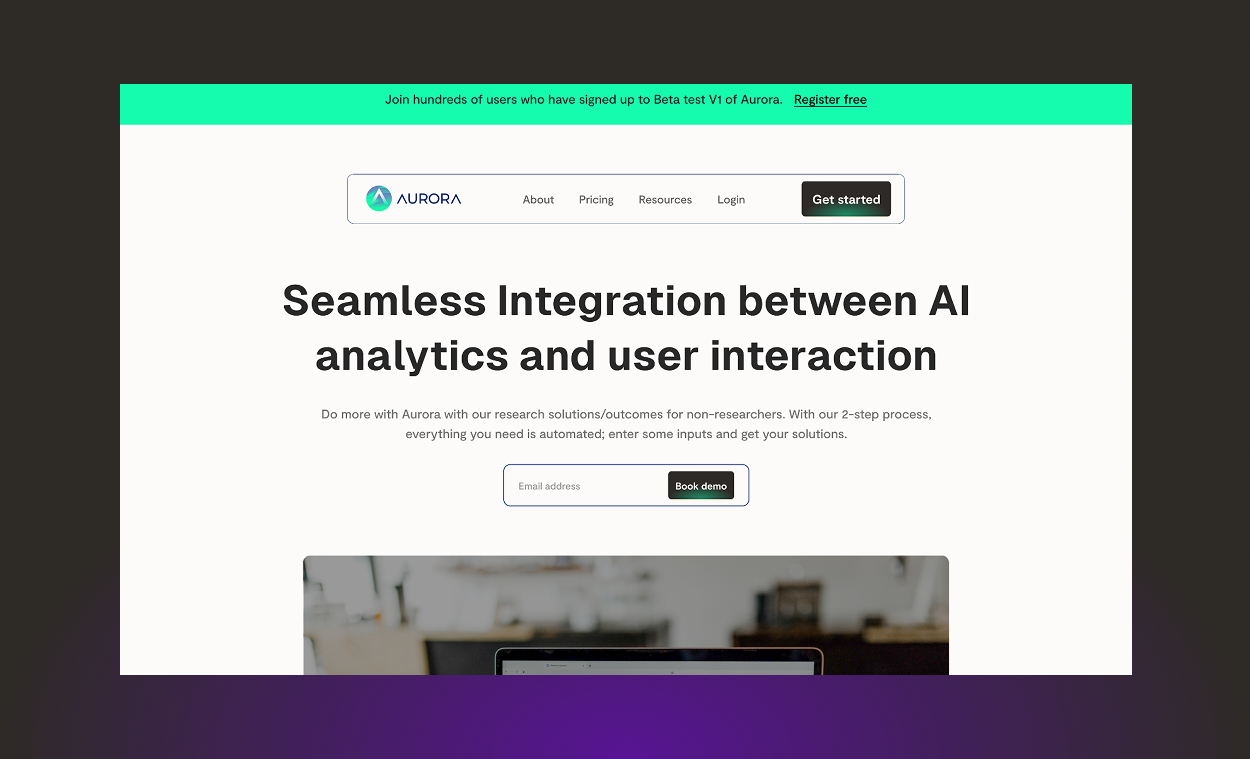 Join hundreds of users who have signed up to Beta test V1 of Aurora. Register free
AURORA About Pricing Resources Login Get started
Seamless Integration between AI
analytics and user interaction
Do more with Aurora with our research solutions/outcomes for non-researchers. With our 2-step process,
everything you need is automated; enter some inputs and get your solutions.
Email address Book demo